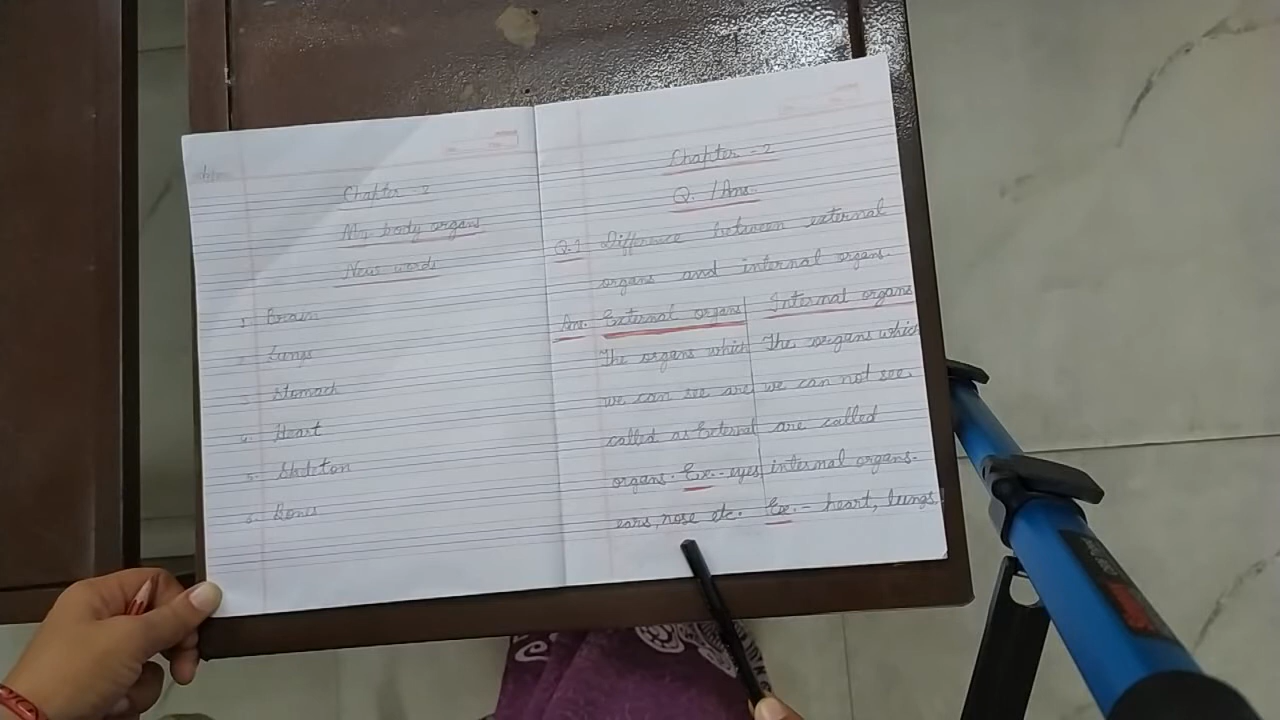 Chapter - 2
My body organs
New words
1. Brain
2. Lungs
3. Stomach
4. Heart
5. Skeleton
6. Bones
Chapter - 2
Q. / Ans.
Q.1 Difference between external
organs and internal organs.
Ans. External organs
The organs which
we can see are
called as External
organs. Ex. - eyes
ears, nose etc.
Internal organs
The organs which
we can not see
are called
internal organs.
Ex. - heart, lungs